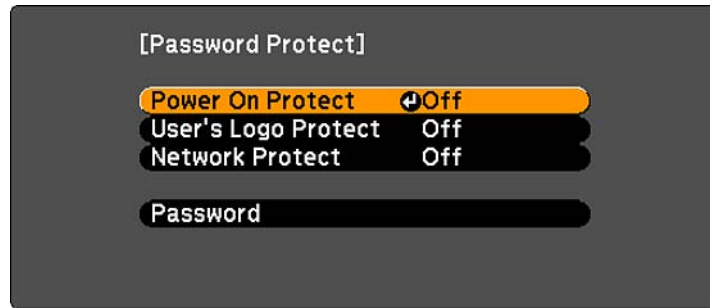 [Password Protect]
Power On Protect Off
User's Logo Protect Off
Network Protect Off
Password